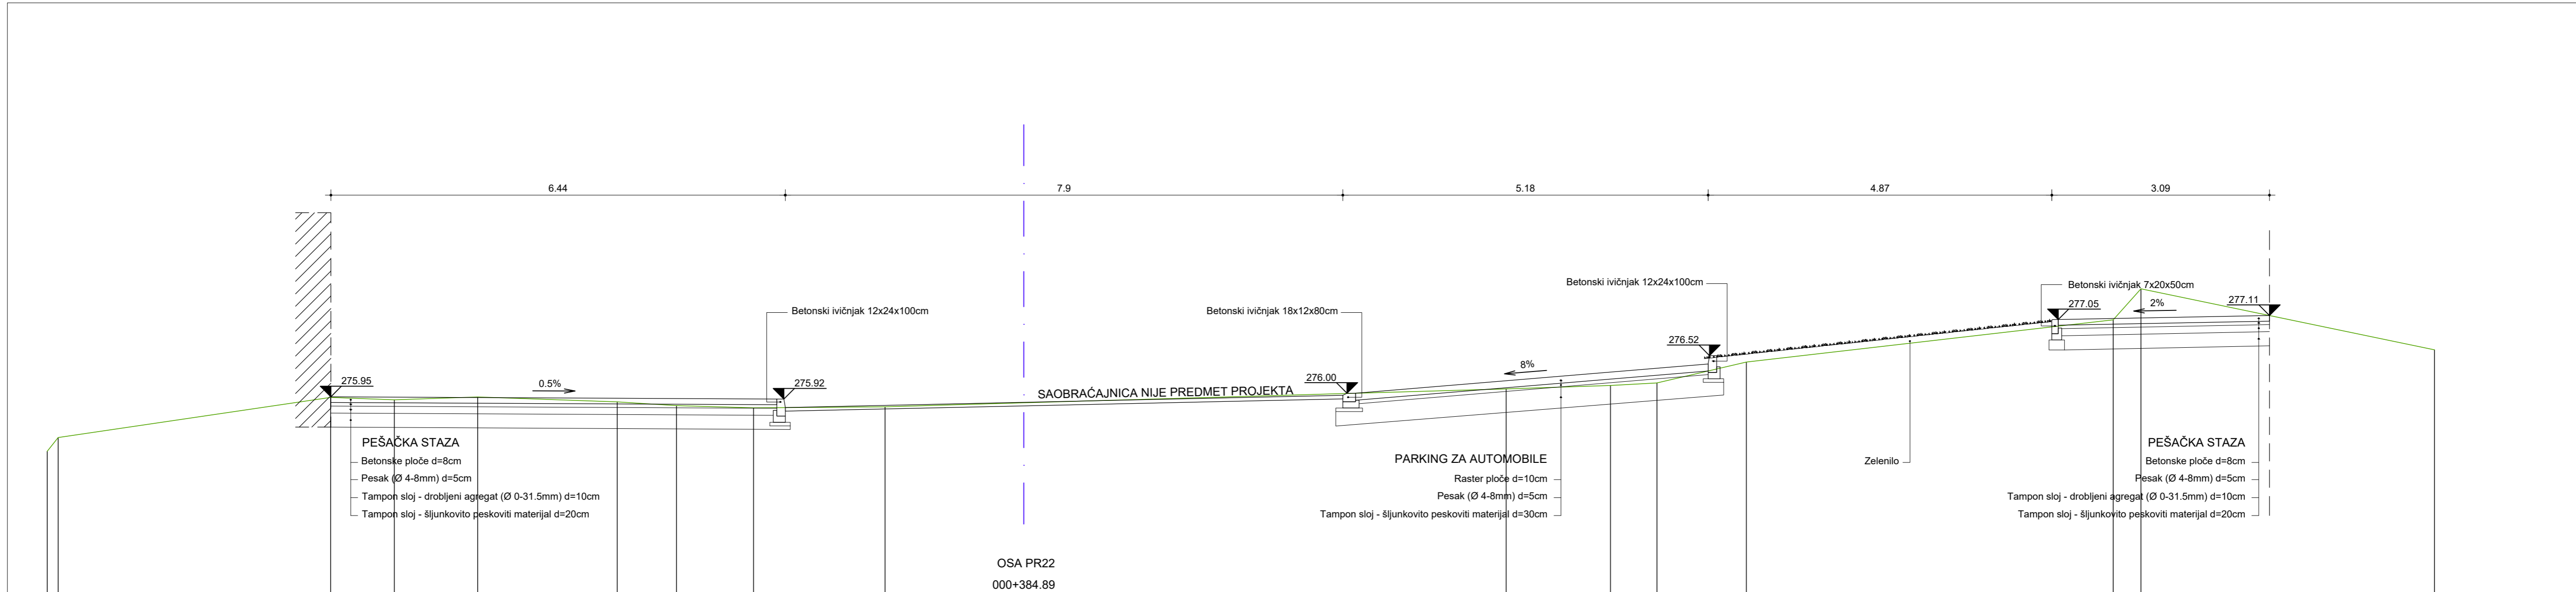 6.44
7.9
5.18
4.87
3.09
Betonski ivičnjak 12x24x100cm
Betonski ivičnjak 18x12x80cm
Betonski ivičnjak 12x24x100cm
Betonski ivičnjak 7x20x50cm
277.05
2%
277.11
276.52
8%
275.95
0.5%
275.92
SAOBRAĆAJNICA NIJE PREDMET PROJEKTA
276.00
PEŠAČKA STAZA
Betonske ploče d=8cm
Pesak (Ø 4-8mm) d=5cm
Tampon sloj - drobljeni agregat (Ø 0-31.5mm) d=10cm
Tampon sloj - šljunkovito peskoviti materijal d=20cm
PARKING ZA AUTOMOBILE
Raster ploče d=10cm
Pesak (Ø 4-8mm) d=5cm
Tampon sloj - šljunkovito peskoviti materijal d=30cm
Zelenilo
PEŠAČKA STAZA
Betonske ploče d=8cm
Pesak (Ø 4-8mm) d=5cm
Tampon sloj - drobljeni agregat (Ø 0-31.5mm) d=10cm
Tampon sloj - šljunkovito peskoviti materijal d=20cm
OSA PR22
000+384.89